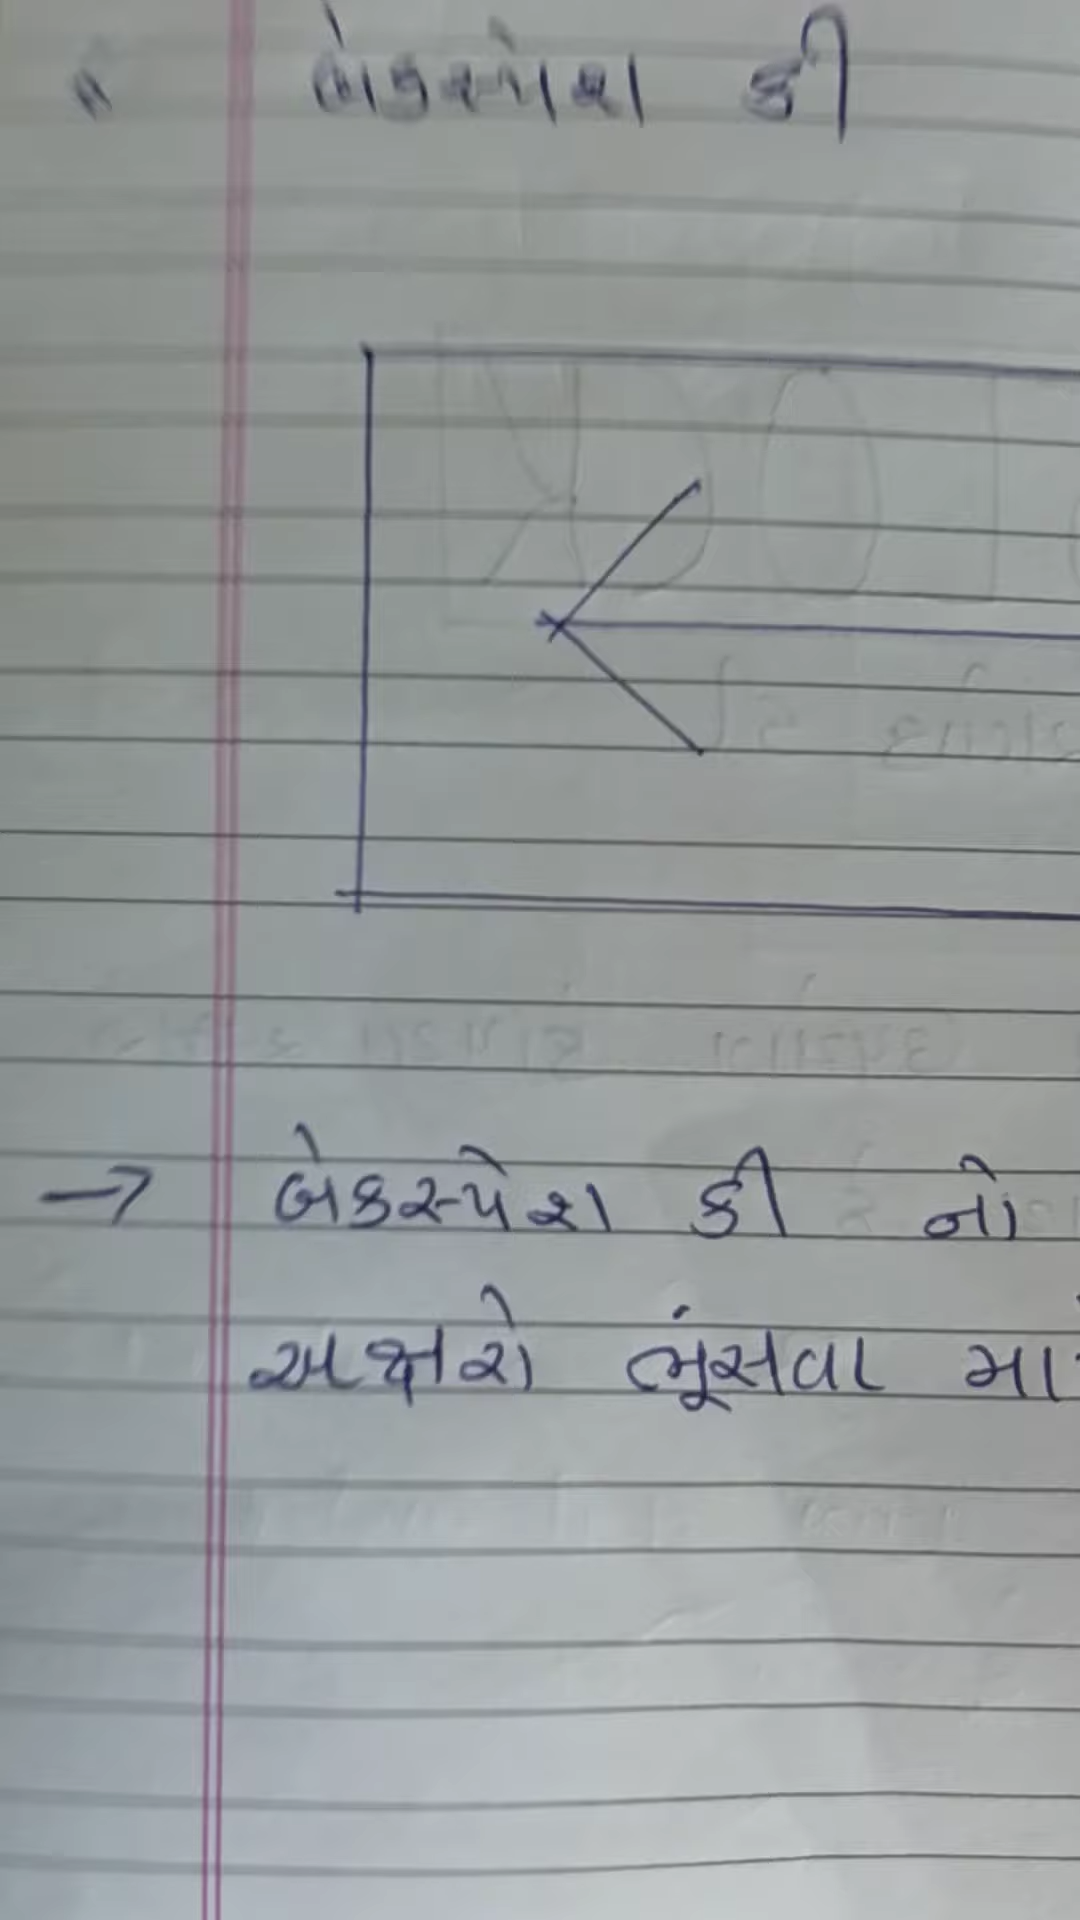 બેકસ્પેશ કી
→ બેકસ્પેશ કી નો
અક્ષરો ભૂંસવા